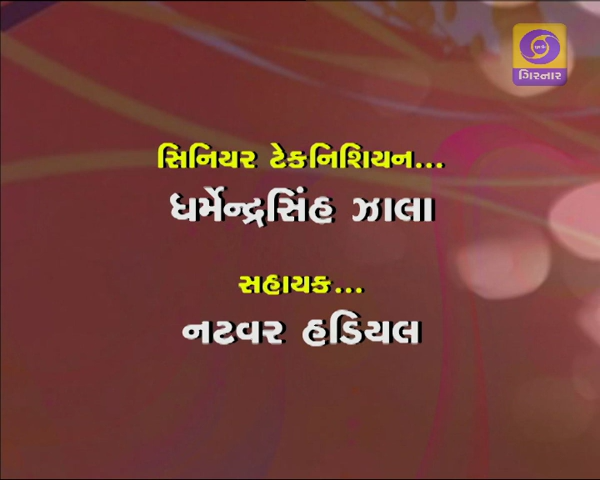 ગિરનાર
સિનિયર ટેકનિશિયન...
ધર્મેન્દ્રસિંહ ઝાલા
સહાયક...
નટવર હડિયલ